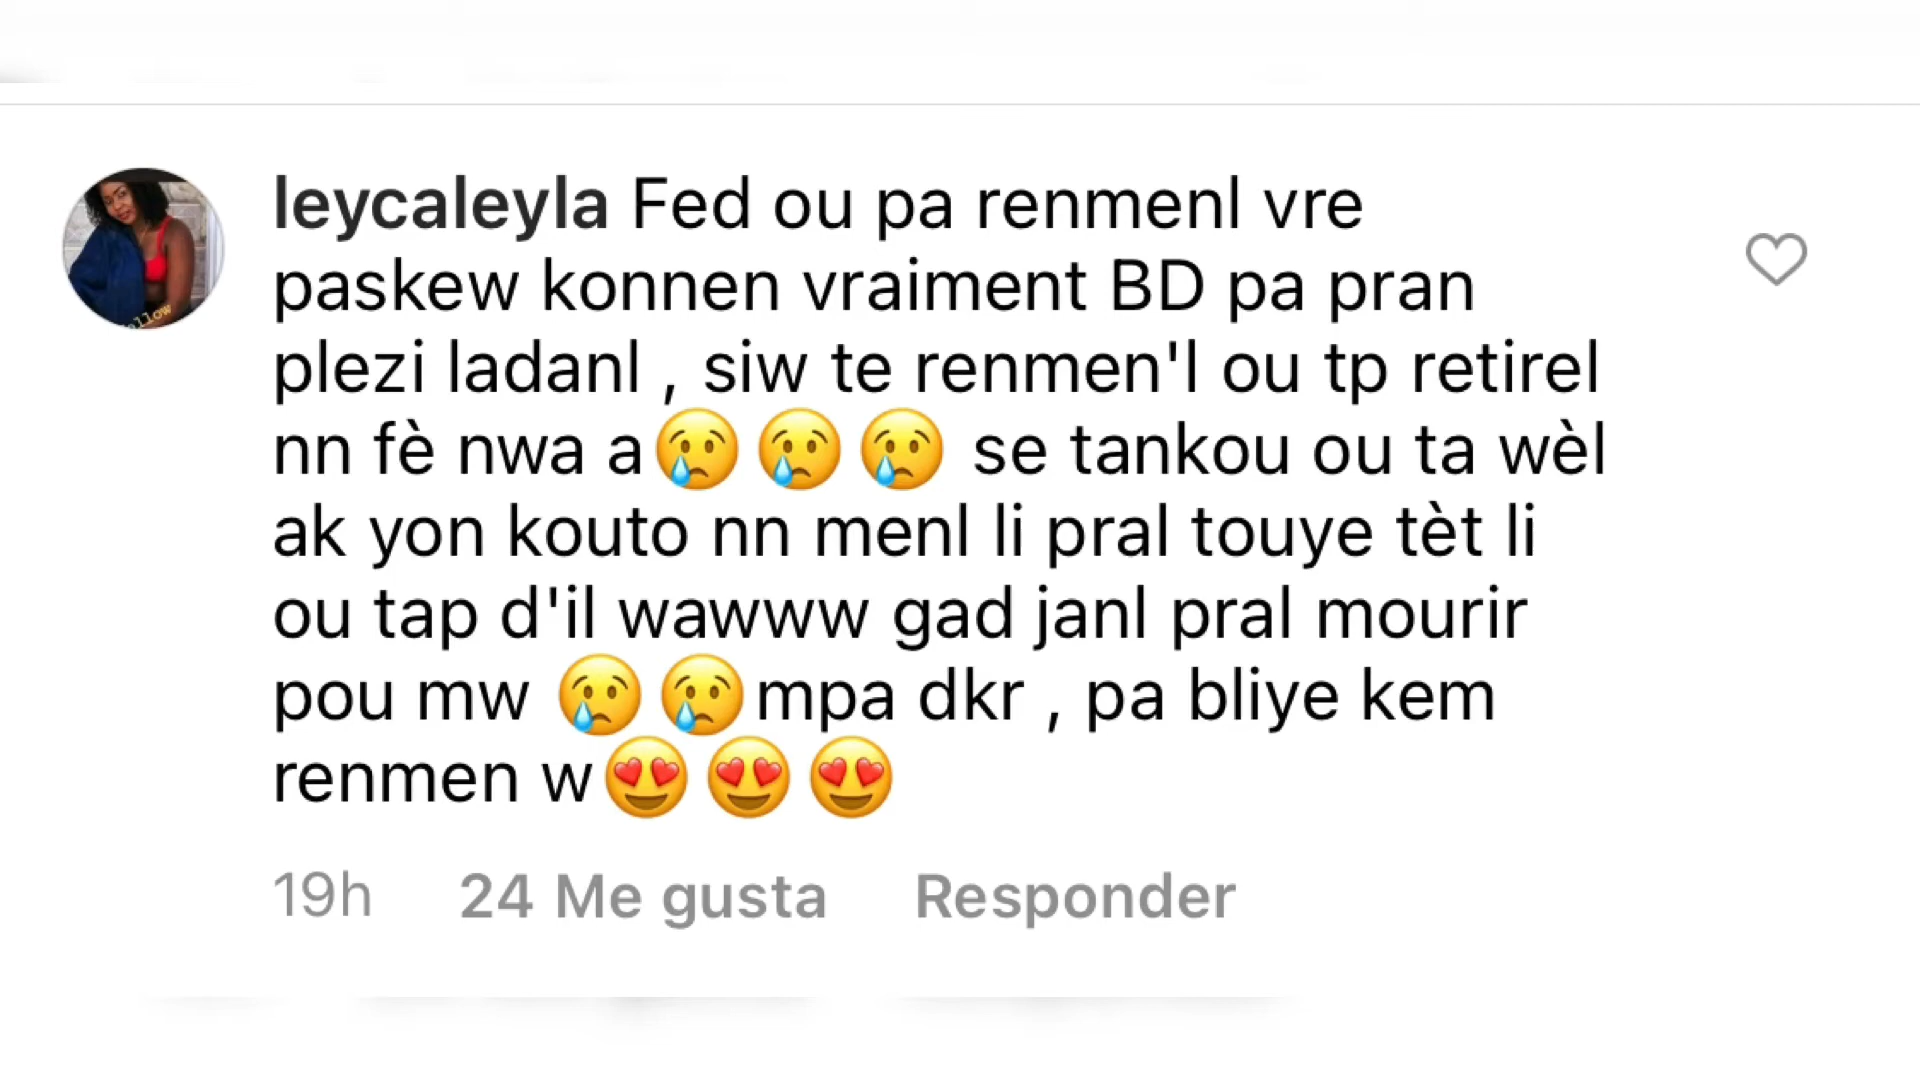 leycaleyla Fed ou pa renmenl vre
paskew konnen vraiment BD pa pran
plezi ladanl , siw te renmen'l ou tp retirel
nn fè nwa a😢😢😢 se tankou ou ta wèl
ak yon kouto nn menl li pral touye tèt li
ou tap d'il wawww gad janl pral mourir
pou mw 😢😢mpa dkr , pa bliye kem
renmen w😍😍😍
19h 24 Me gusta Responder